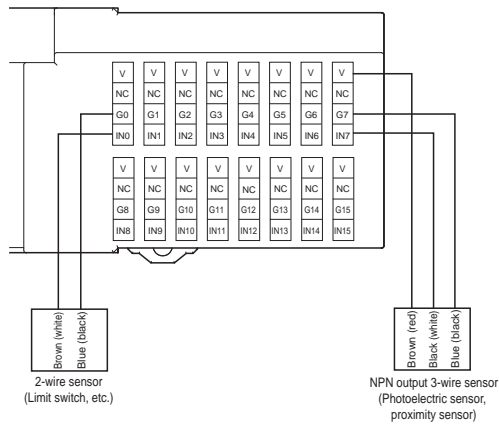 V V V V V V V V
NC NC NC NC NC NC NC NC
G0 G1 G2 G3 G4 G5 G6 G7
IN0 IN1 IN2 IN3 IN4 IN5 IN6 IN7
V V V V V V V V
NC NC NC NC NC NC NC NC
G8 G9 G10 G11 G12 G13 G14 G15
IN8 IN9 IN10 IN11 IN12 IN13 IN14 IN15
Brown (white)
Blue (black)
2-wire sensor
(Limit switch, etc.)
Brown (red)
Black (white)
Blue (black)
NPN output 3-wire sensor
(Photoelectric sensor,
proximity sensor)